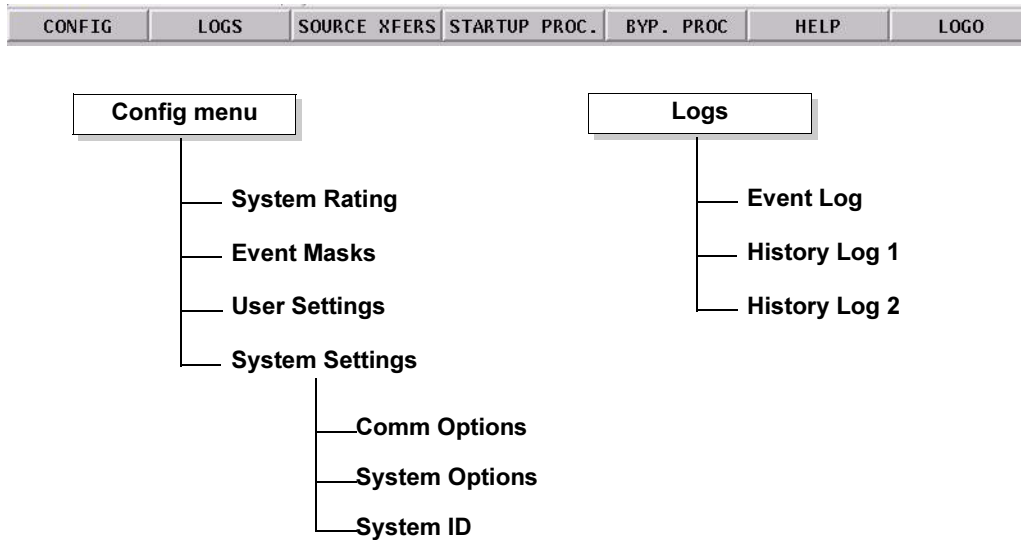 CONFIG LOGS SOURCE XFERS STARTUP PROC. BYP. PROC HELP LOGO
Config menu
System Rating
Event Masks
User Settings
System Settings
Comm Options
System Options
System ID
Logs
Event Log
History Log 1
History Log 2